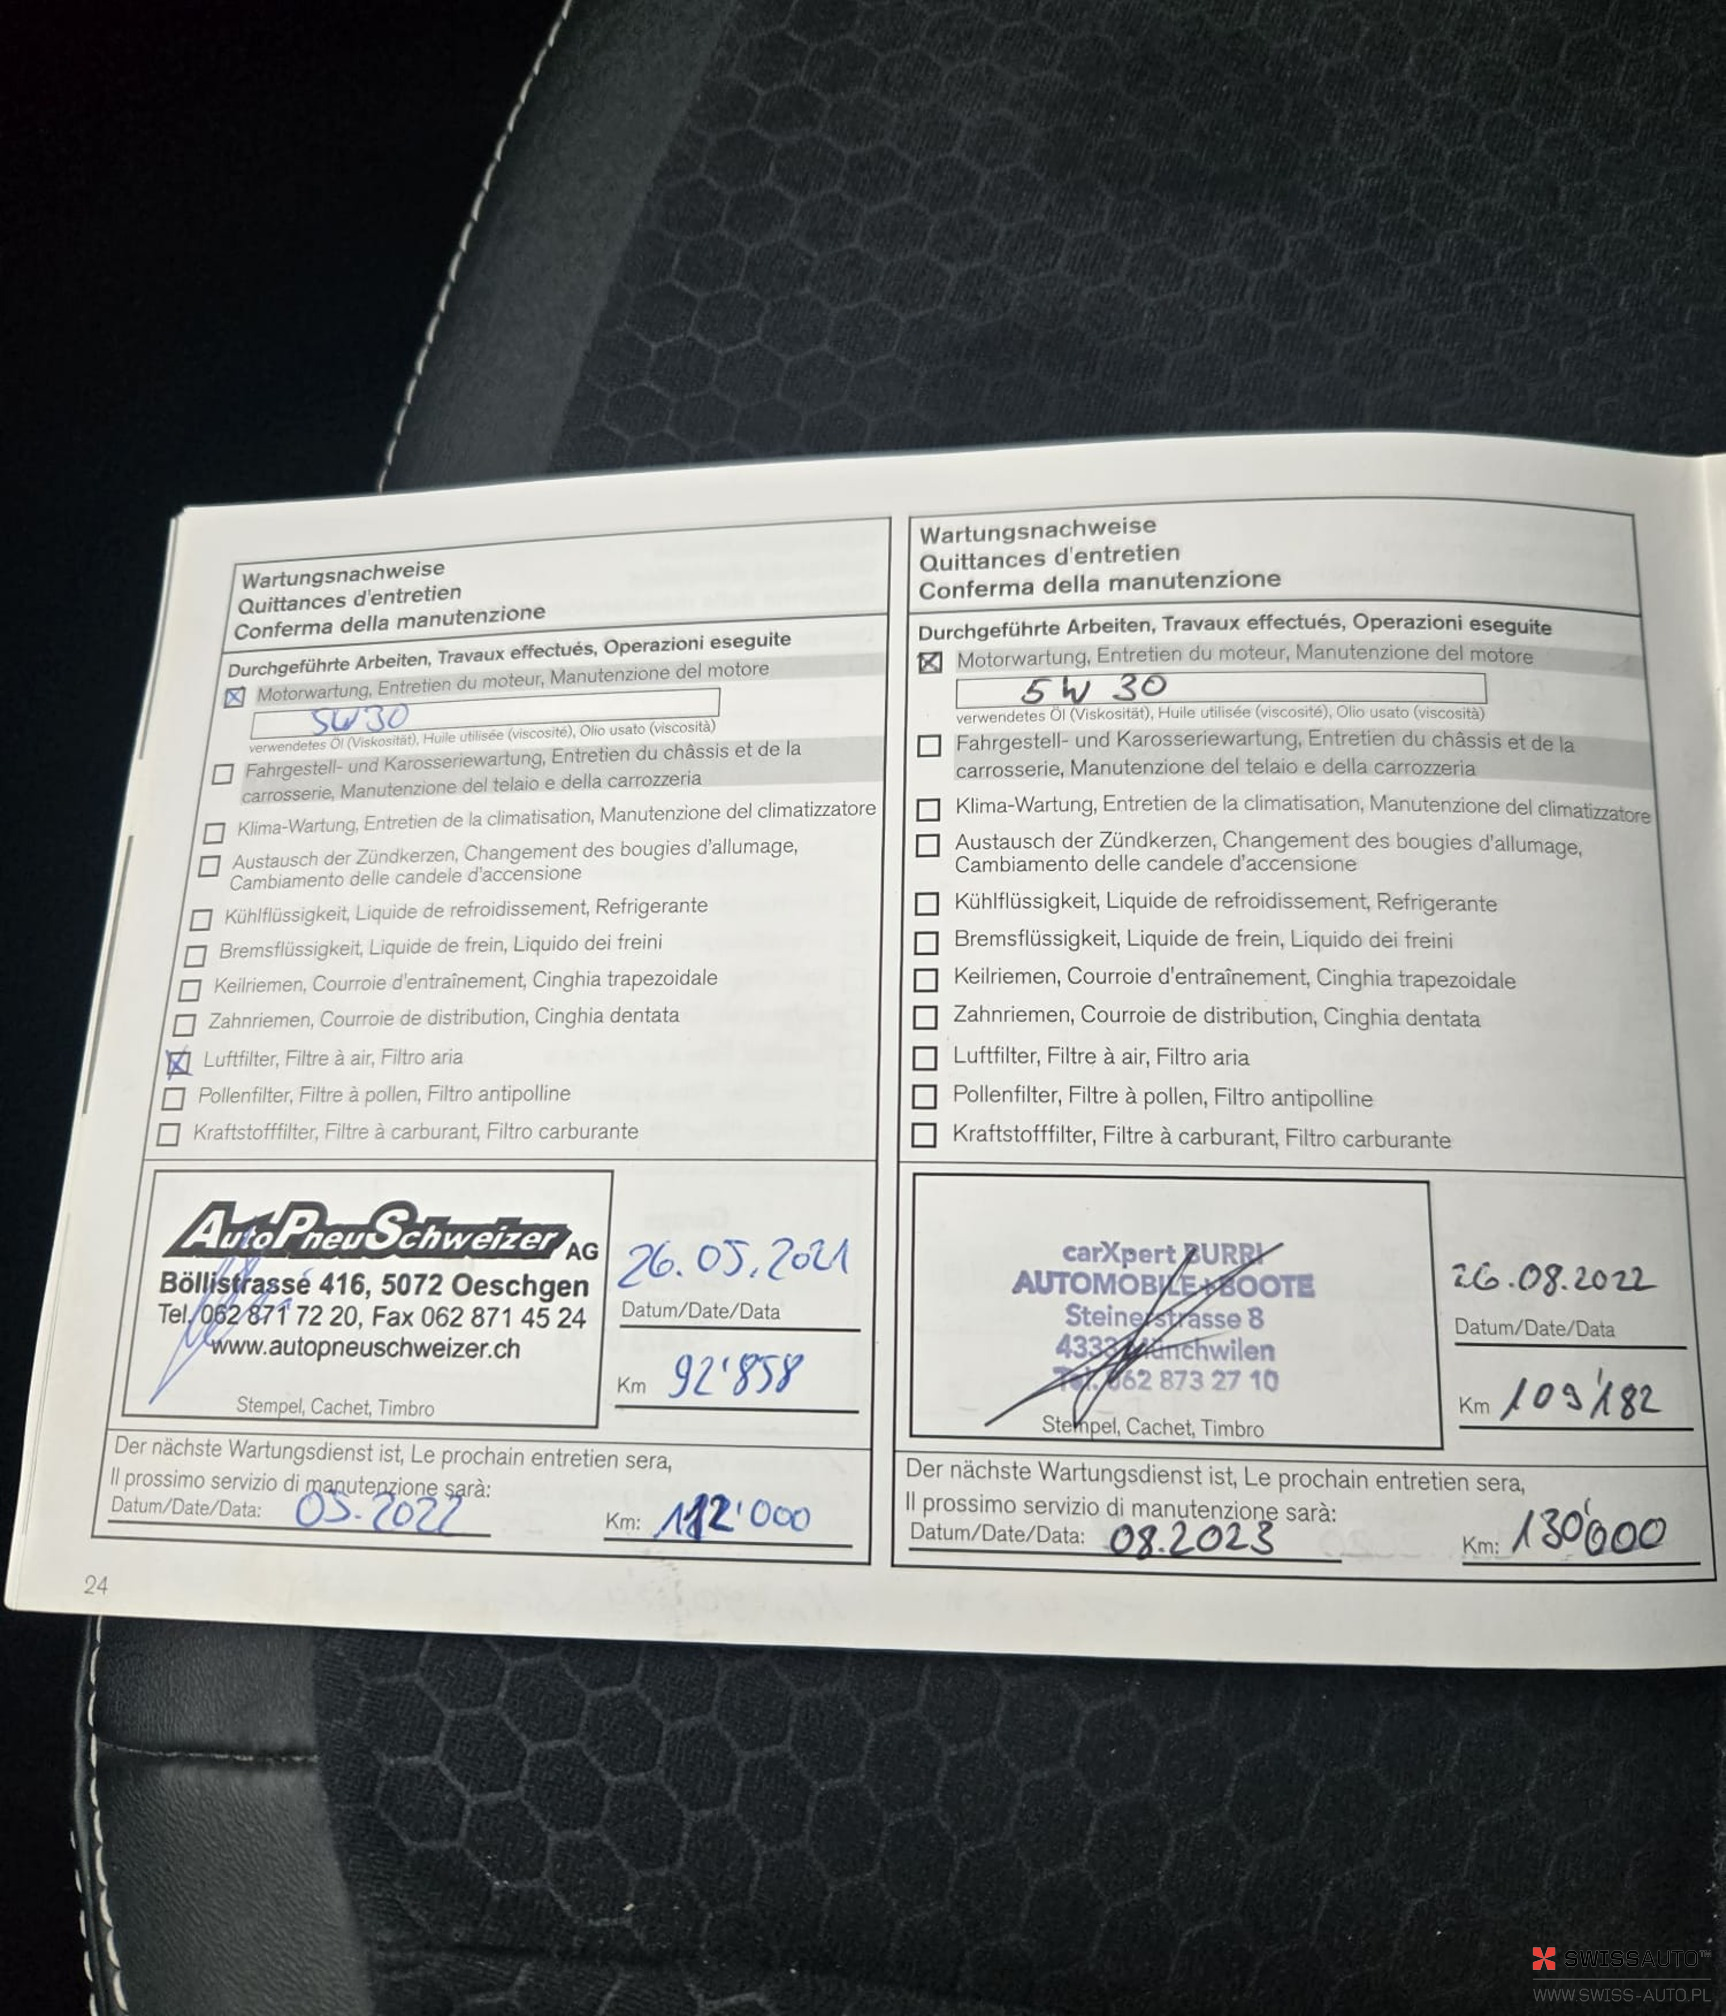 Wartungsnachweise
Quittances d'entretien
Conferma della manutenzione
Durchgeführte Arbeiten, Travaux effectués, Operazioni eseguite
Motorwartung, Entretien du moteur, Manutenzione del motore
5W30
verwendetes Öl (Viskosität), Huile utilisée (viscosité), Olio usato (viscosità)
Fahrgestell- und Karosseriewartung, Entretien du châssis et de la
carrosserie, Manutenzione del telaio e della carrozzeria
Klima-Wartung, Entretien de la climatisation, Manutenzione del climatizzatore
Austausch der Zündkerzen, Changement des bougies d'allumage,
Cambiamento delle candele d'accensione
Kühlflüssigkeit, Liquide de refroidissement, Refrigerante
Bremsflüssigkeit, Liquide de frein, Liquido dei freini
Keilriemen, Courroie d'entraînement, Cinghia trapezoidale
Zahnriemen, Courroie de distribution, Cinghia dentata
Luftfilter, Filtre à air, Filtro aria
Pollenfilter, Filtre à pollen, Filtro antipolline
Kraftstofffilter, Filtre à carburant, Filtro carburante
AutoPneuSchweizer AG
Böllistrasse 416, 5072 Oeschgen
Tel. 062 871 72 20, Fax 062 871 45 24
www.autopneuschweizer.ch
Stempel, Cachet, Timbro
26.05.2021
Datum/Date/Data
Km 92'858
Der nächste Wartungsdienst ist, Le prochain entretien sera,
Il prossimo servizio di manutenzione sarà:
Datum/Date/Data: 05.2022 Km: 112'000
24
Wartungsnachweise
Quittances d'entretien
Conferma della manutenzione
Durchgeführte Arbeiten, Travaux effectués, Operazioni eseguite
Motorwartung, Entretien du moteur, Manutenzione del motore
5W 30
verwendetes Öl (Viskosität), Huile utilisée (viscosité), Olio usato (viscosità)
Fahrgestell- und Karosseriewartung, Entretien du châssis et de la
carrosserie, Manutenzione del telaio e della carrozzeria
Klima-Wartung, Entretien de la climatisation, Manutenzione del climatizzatore
Austausch der Zündkerzen, Changement des bougies d'allumage,
Cambiamento delle candele d'accensione
Kühlflüssigkeit, Liquide de refroidissement, Refrigerante
Bremsflüssigkeit, Liquide de frein, Liquido dei freini
Keilriemen, Courroie d'entraînement, Cinghia trapezoidale
Zahnriemen, Courroie de distribution, Cinghia dentata
Luftfilter, Filtre à air, Filtro aria
Pollenfilter, Filtre à pollen, Filtro antipolline
Kraftstofffilter, Filtre à carburant, Filtro carburante
carXpert BURRI
AUTOMOBILE+BOOTE
Steinerstrasse 8
4333 Münchwilen
Tel. 062 873 27 10
Stempel, Cachet, Timbro
26.08.2022
Datum/Date/Data
Km 109'182
Der nächste Wartungsdienst ist, Le prochain entretien sera,
Il prossimo servizio di manutenzione sarà:
Datum/Date/Data: 08.2023 Km: 130'000
SWISSAUTO™
WWW.SWISS-AUTO.PL